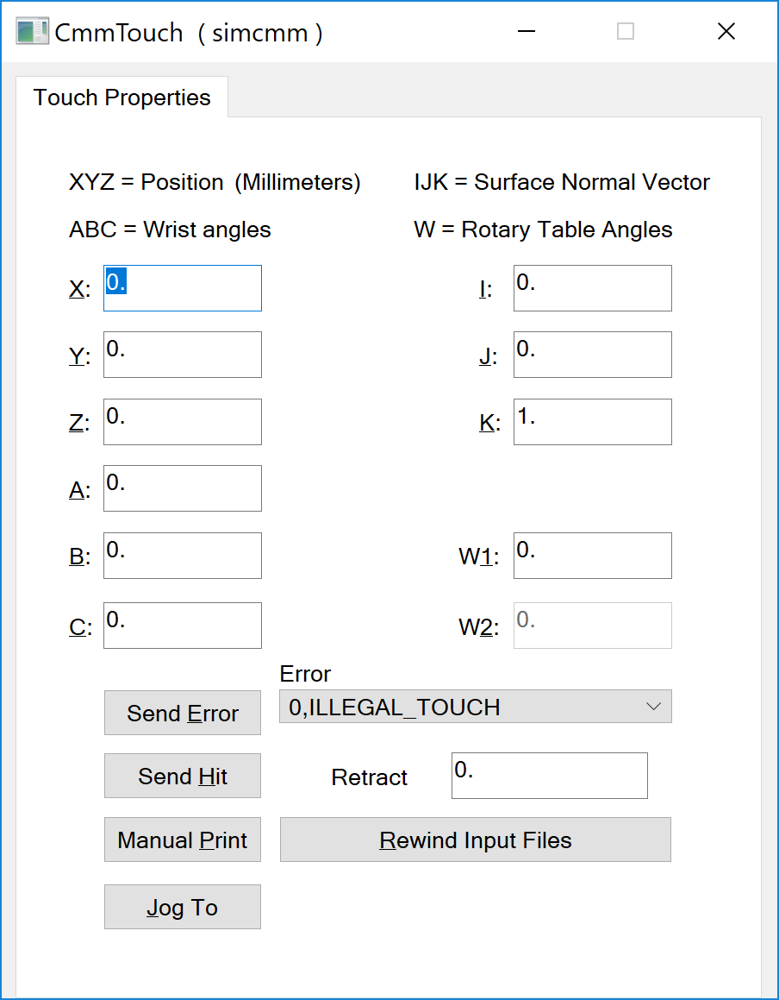 CmmTouch ( simcmm )
Touch Properties
XYZ = Position (Millimeters) IJK = Surface Normal Vector
ABC = Wrist angles W = Rotary Table Angles
X: 0. I: 0.
Y: 0. J: 0.
Z: 0. K: 1.
A: 0.
B: 0. W1: 0.
C: 0. W2: 0.
Error
Send Error 0,ILLEGAL_TOUCH
Send Hit Retract 0.
Manual Print Rewind Input Files
Jog To